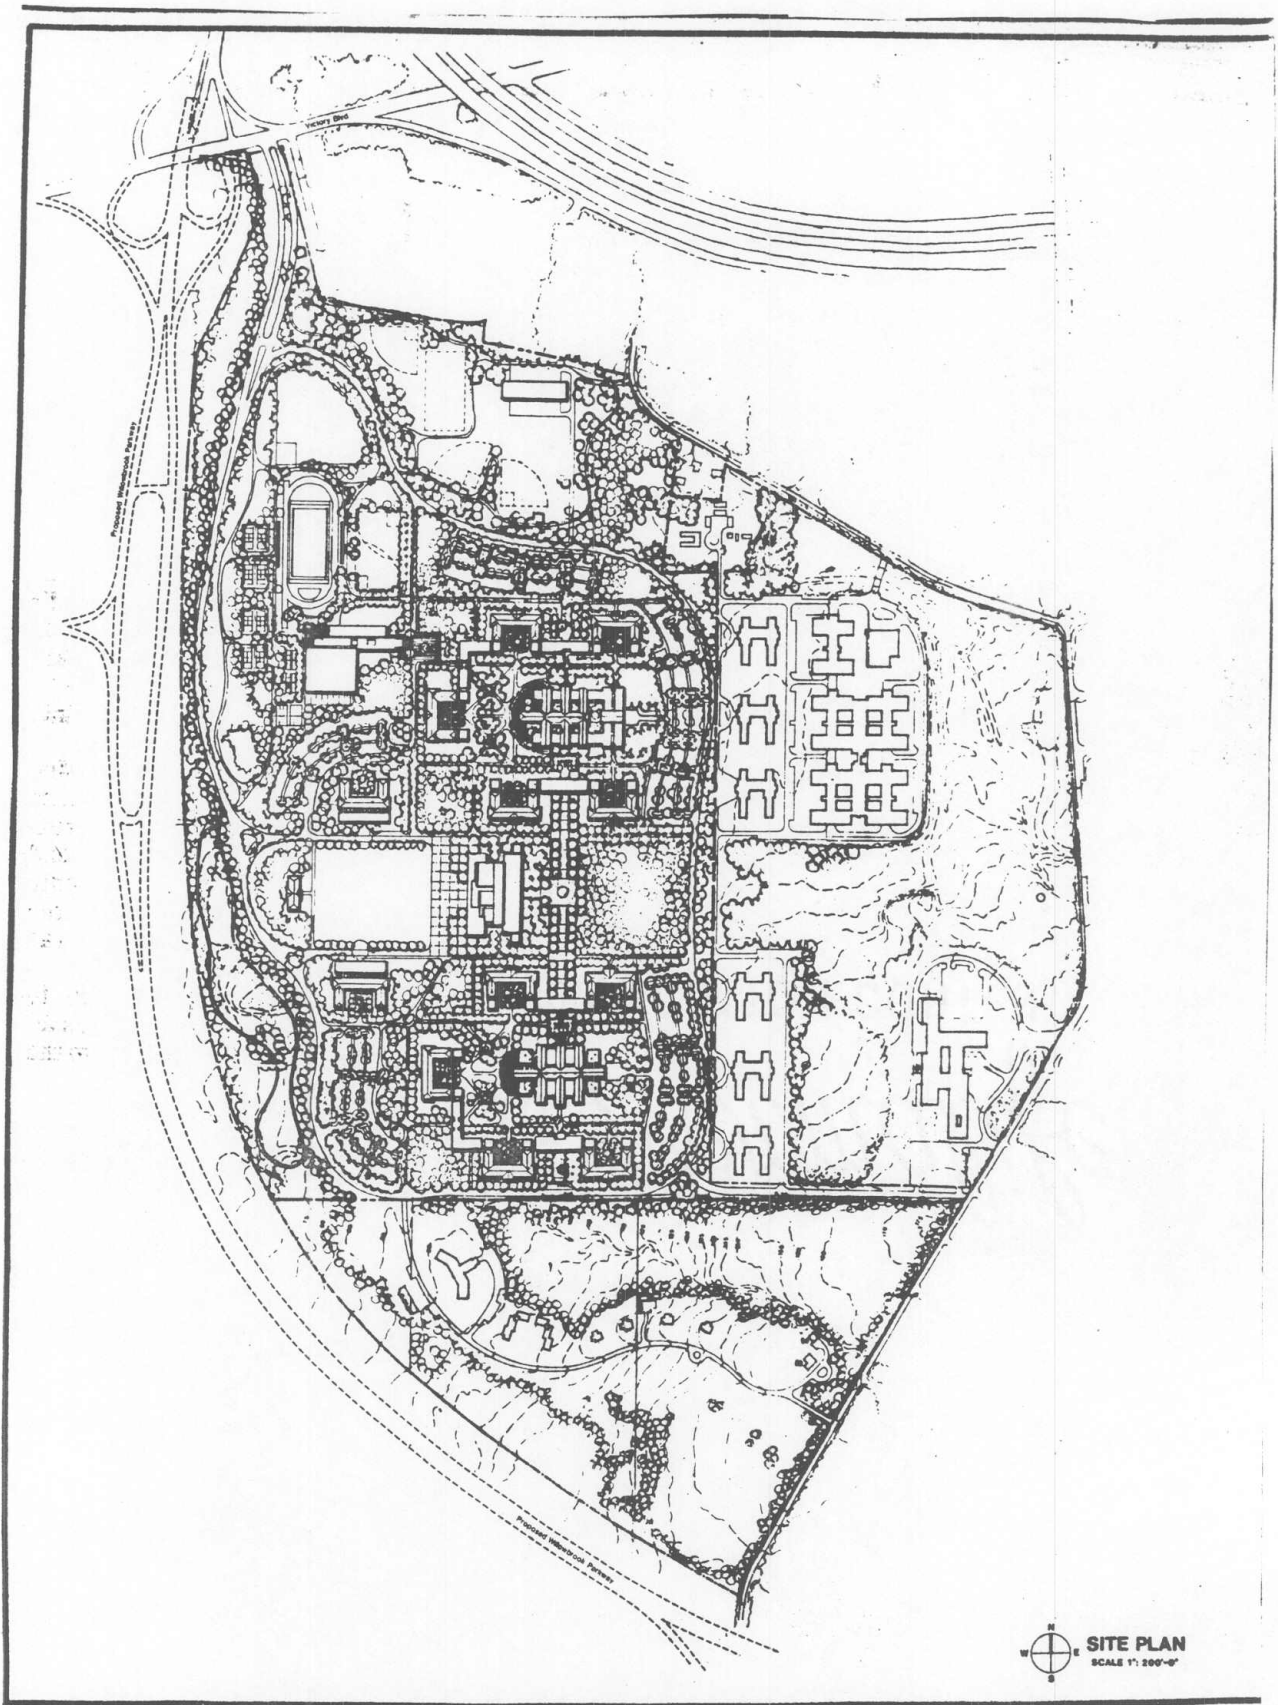 Victory Blvd
Proposed Willowbrook Parkway
Proposed Willowbrook Parkway
N
W E
S
SITE PLAN
SCALE 1": 200'-0"